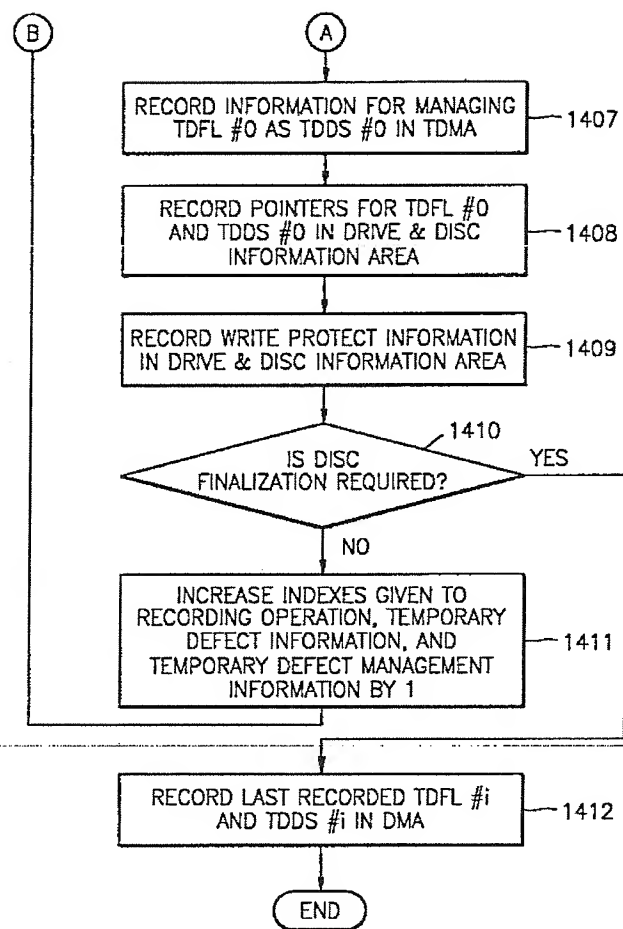 B
A
RECORD INFORMATION FOR MANAGING
TDFL #0 AS TDDS #0 IN TDMA
1407
RECORD POINTERS FOR TDFL #0
AND TDDS #0 IN DRIVE & DISC
INFORMATION AREA
1408
RECORD WRITE PROTECT INFORMATION
IN DRIVE & DISC INFORMATION AREA
1409
1410
IS DISC
FINALIZATION REQUIRED?
YES
NO
INCREASE INDEXES GIVEN TO
RECORDING OPERATION, TEMPORARY
DEFECT INFORMATION, AND
TEMPORARY DEFECT MANAGEMENT
INFORMATION BY 1
1411
RECORD LAST RECORDED TDFL #i
AND TDDS #i IN DMA
1412
END